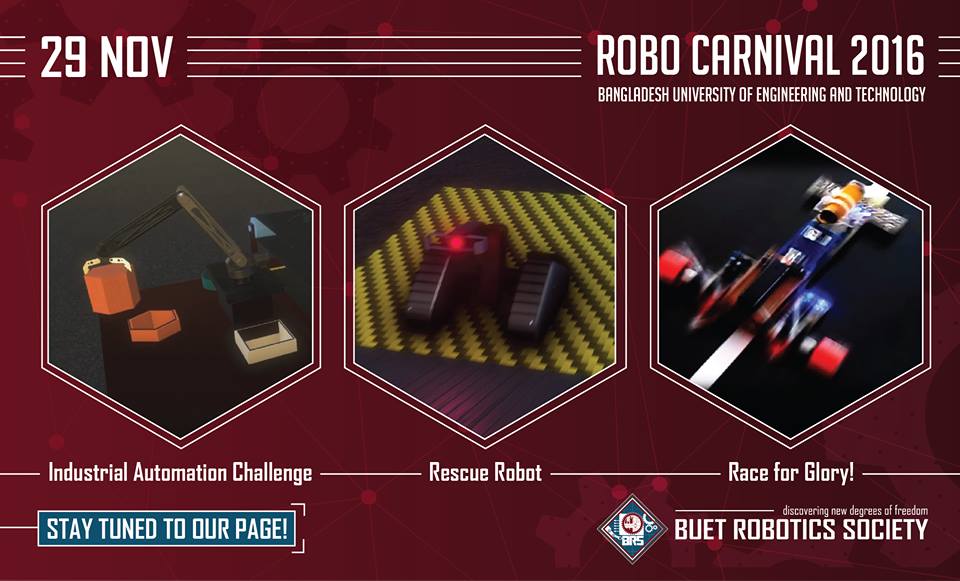 29 NOV
ROBO CARNIVAL 2016
BANGLADESH UNIVERSITY OF ENGINEERING AND TECHNOLOGY
Industrial Automation Challenge
Rescue Robot
Race for Glory!
STAY TUNED TO OUR PAGE!
BRS
discovering new degrees of freedom
BUET ROBOTICS SOCIETY